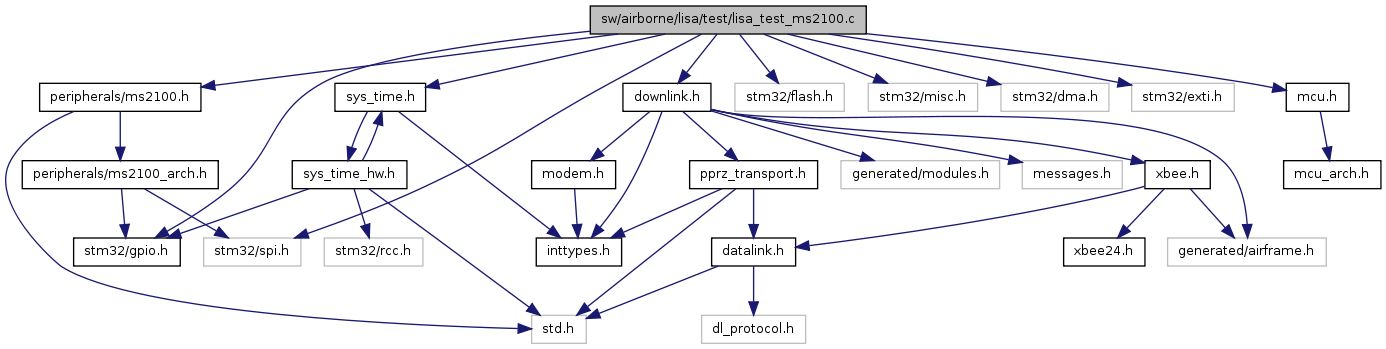 sw/airborne/lisa/test/lisa_test_ms2100.c
peripherals/ms2100.h
sys_time.h
downlink.h
stm32/flash.h
stm32/misc.h
stm32/dma.h
stm32/exti.h
mcu.h
peripherals/ms2100_arch.h
sys_time_hw.h
modem.h
pprz_transport.h
generated/modules.h
messages.h
xbee.h
mcu_arch.h
stm32/gpio.h
stm32/spi.h
stm32/rcc.h
inttypes.h
datalink.h
xbee24.h
generated/airframe.h
std.h
dl_protocol.h